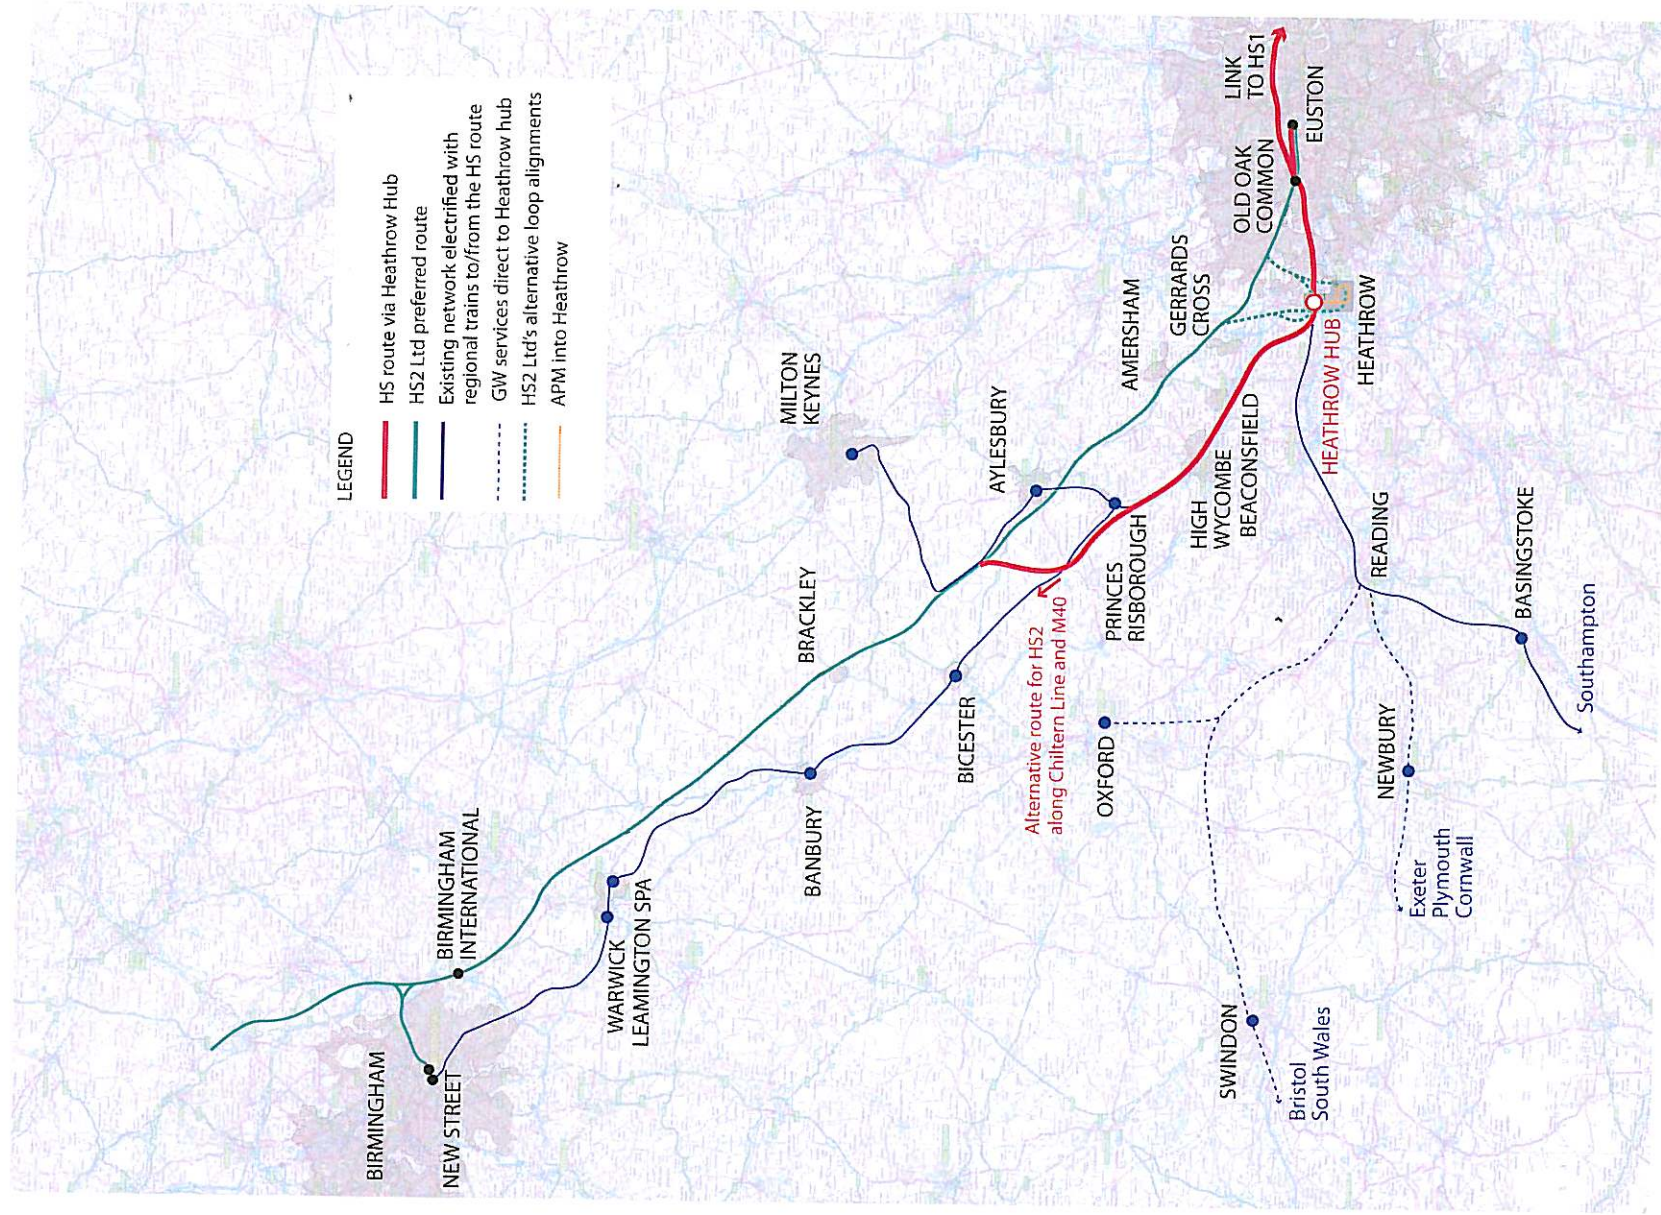 LEGEND
HS route via Heathrow Hub
HS2 Ltd preferred route
Existing network electrified with
regional trains to/from the HS route
GW services direct to Heathrow hub
HS2 Ltd's alternative loop alignments
APM into Heathrow
BIRMINGHAM
NEW STREET
BIRMINGHAM
INTERNATIONAL
WARWICK
LEAMINGTON SPA
BANBURY
BRACKLEY
BICESTER
MILTON
KEYNES
AYLESBURY
PRINCES
RISBOROUGH
Alternative route for HS2
along Chiltern Line and M40
AMERSHAM
GERRARDS
CROSS
HIGH
WYCOMBE
BEACONSFIELD
OLD OAK
COMMON
LINK
TO HS1
EUSTON
HEATHROW HUB
HEATHROW
OXFORD
READING
BASINGSTOKE
Southampton
NEWBURY
Exeter
Plymouth
Cornwall
SWINDON
Bristol
South Wales